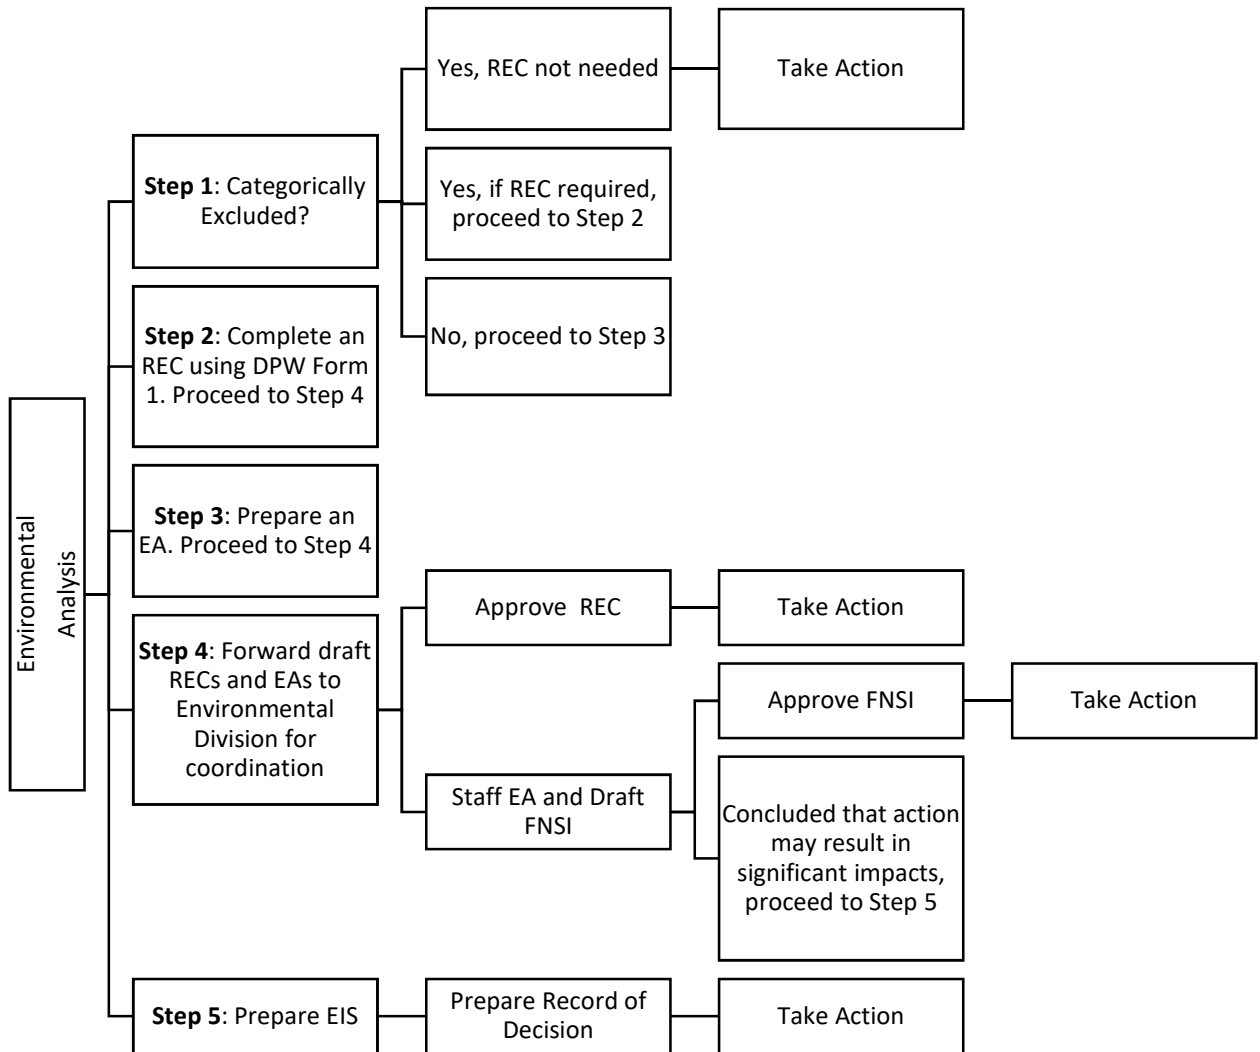 Environmental
Analysis
Step 1: Categorically
Excluded?
Yes, REC not needed
Take Action
Yes, if REC required,
proceed to Step 2
No, proceed to Step 3
Step 2: Complete an
REC using DPW Form
1. Proceed to Step 4
Step 3: Prepare an
EA. Proceed to Step 4
Step 4: Forward draft
RECs and EAs to
Environmental
Division for
coordination
Approve REC
Take Action
Staff EA and Draft
FNSI
Approve FNSI
Take Action
Concluded that action
may result in
significant impacts,
proceed to Step 5
Step 5: Prepare EIS
Prepare Record of
Decision
Take Action